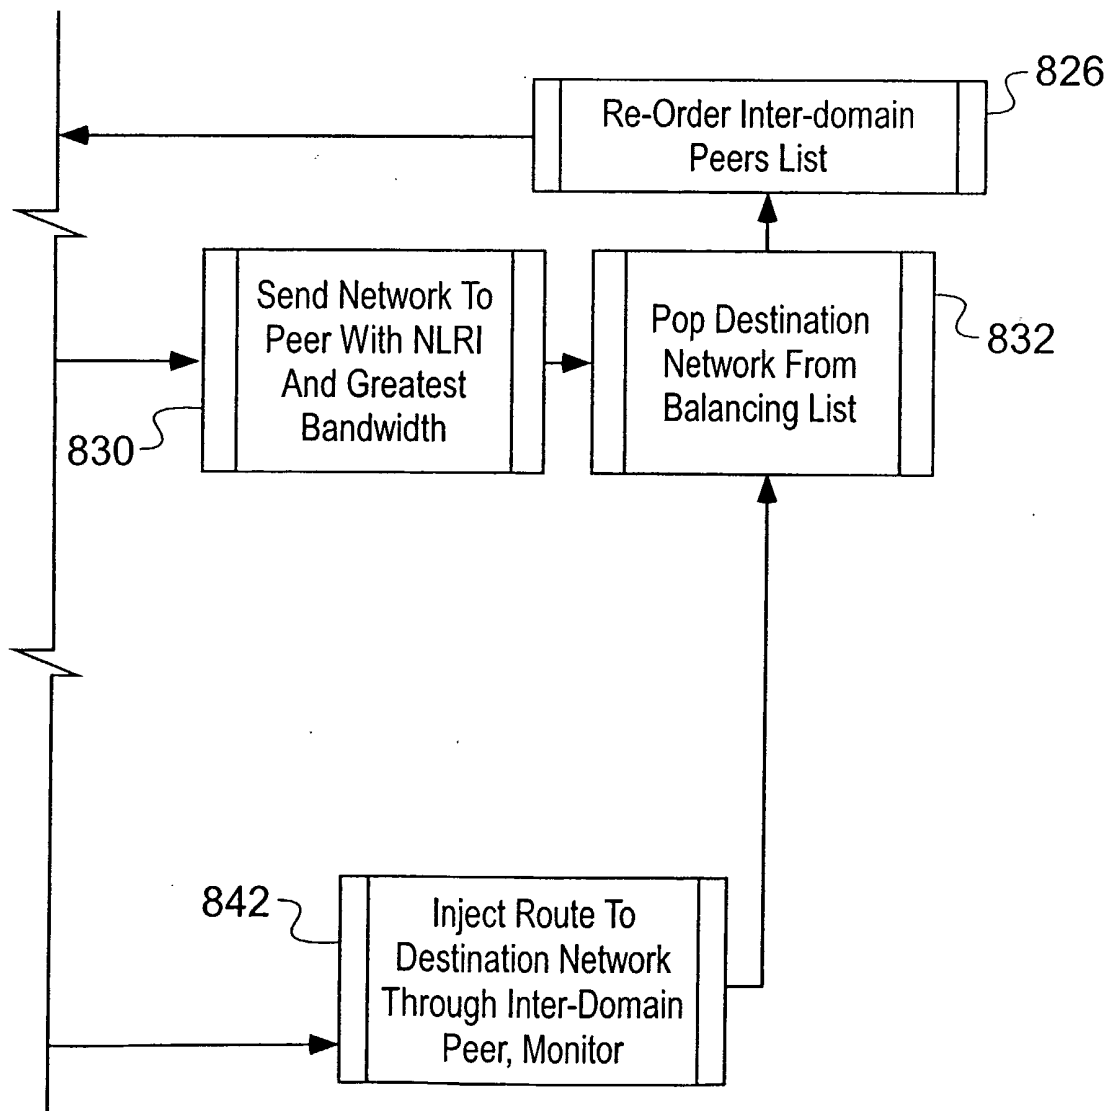 826
Re-Order Inter-domain
Peers List
Send Network To
Peer With NLRI
And Greatest
Bandwidth
830
Pop Destination
Network From
Balancing List
832
842
Inject Route To
Destination Network
Through Inter-Domain
Peer, Monitor